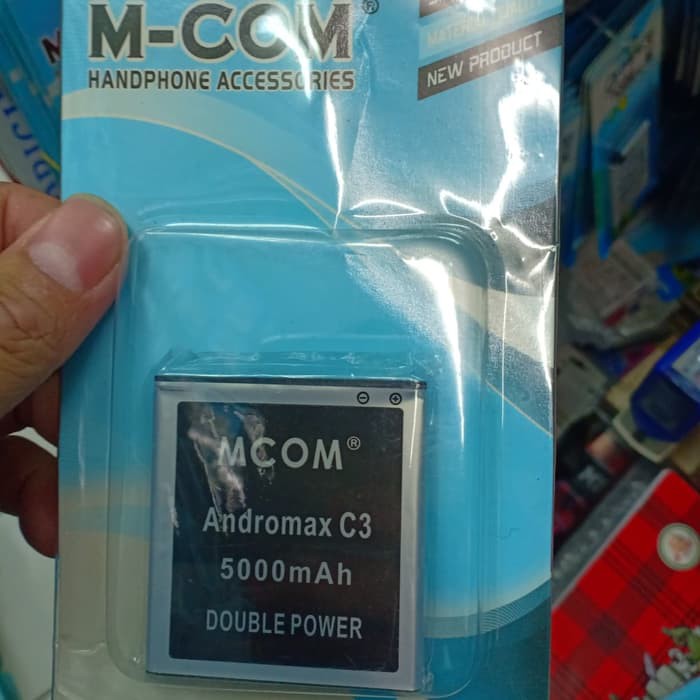 M-COM®
HANDPHONE ACCESSORIES
NEW PRODUCT
⊖ ⊕
MCOM®
Andromax C3
5000mAh
DOUBLE POWER